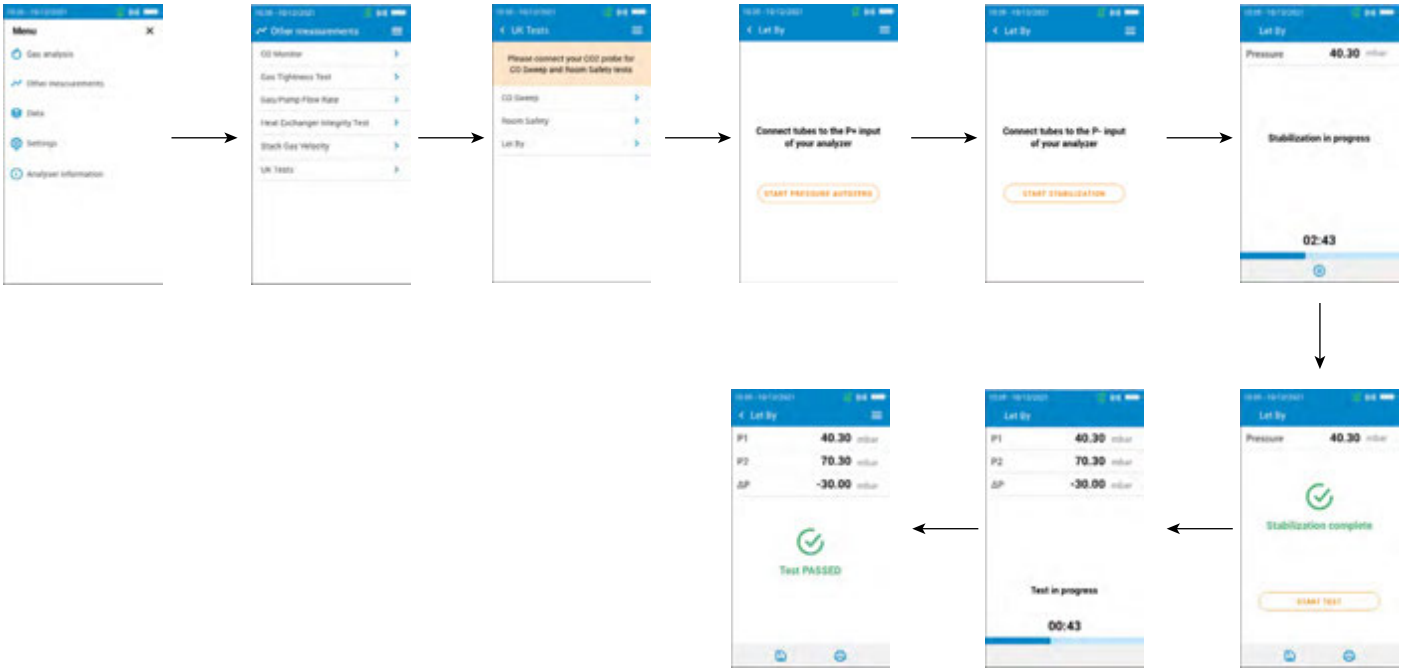 Menu
Gas analysis
Other measurements
Data
Settings
Analyser information
Other measurements
CO Monitor
Gas Tightness Test
Gas/Pump Flow Rate
Heat Exchanger Integrity Test
Stack Gas Velocity
UK Tests
UK Tests
Please connect your CO2 probe for
CO Sweep and Room Safety tests
CO Sweep
Room Safety
Let By
Let By
Connect tubes to the P+ input
of your analyzer
START PRESSURE AUTOZERO
Let By
Connect tubes to the P- input
of your analyzer
START STABILIZATION
Let By
Pressure 40.30 mbar
Stabilization in progress
02:43
Let By
P1 40.30 mbar
P2 70.30 mbar
ΔP -30.00 mbar
Test PASSED
Let By
P1 40.30 mbar
P2 70.30 mbar
ΔP -30.00 mbar
Test in progress
00:43
Let By
Pressure 40.30 mbar
Stabilization complete
START TEST